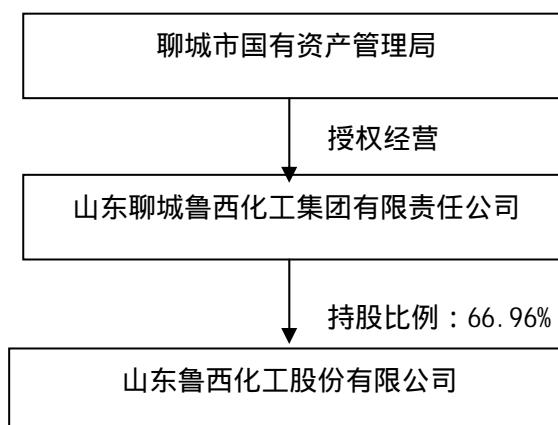 聊城市国有资产管理局
授权经营
山东聊城鲁西化工集团有限责任公司
持股比例：66.96%
山东鲁西化工股份有限公司